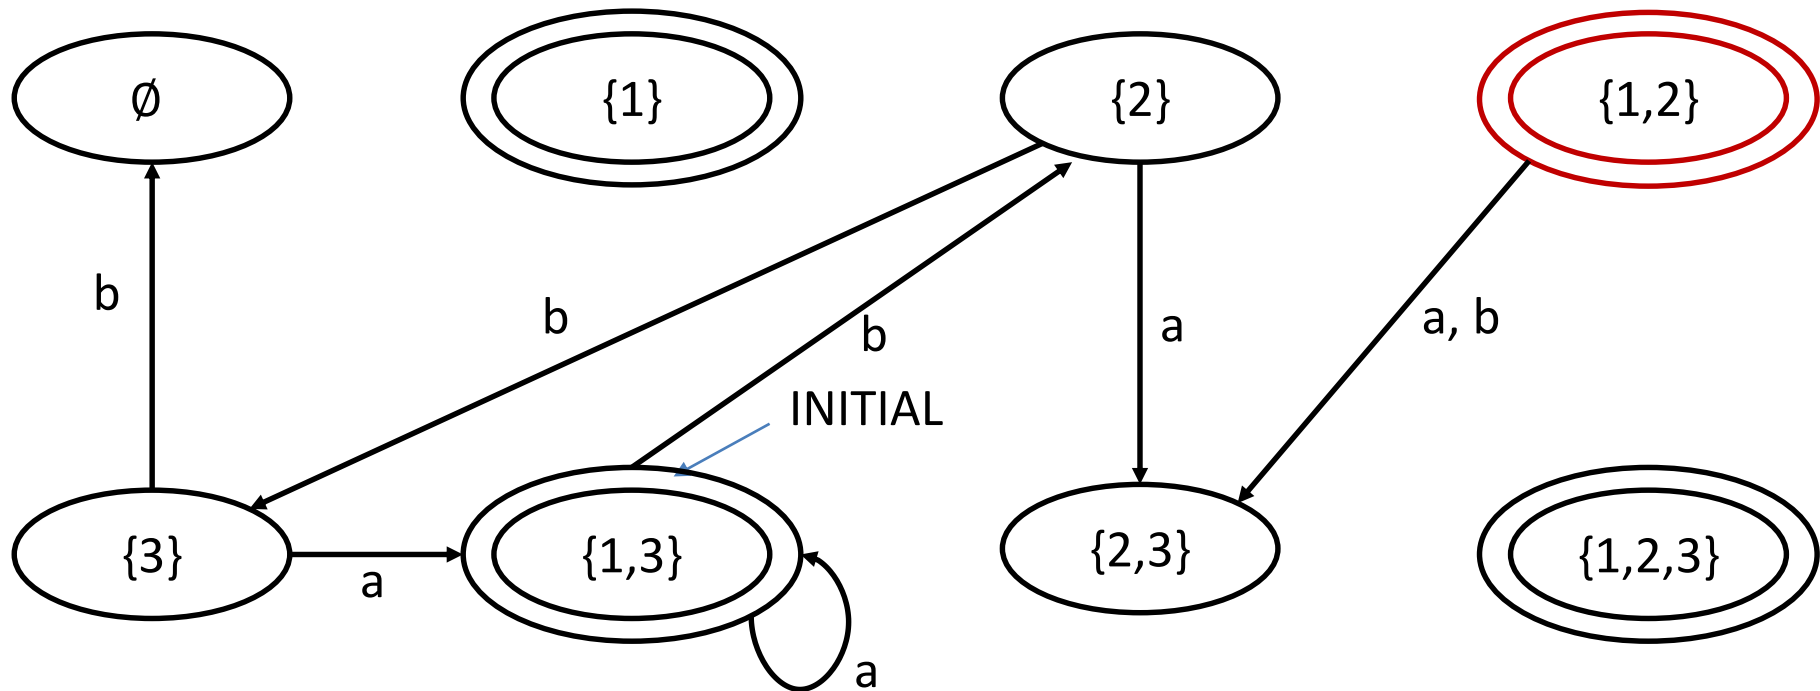 Ø
{1}
{2}
{1,2}
b
b
b
a
a, b
INITIAL
{3}
a
{1,3}
{2,3}
{1,2,3}
a